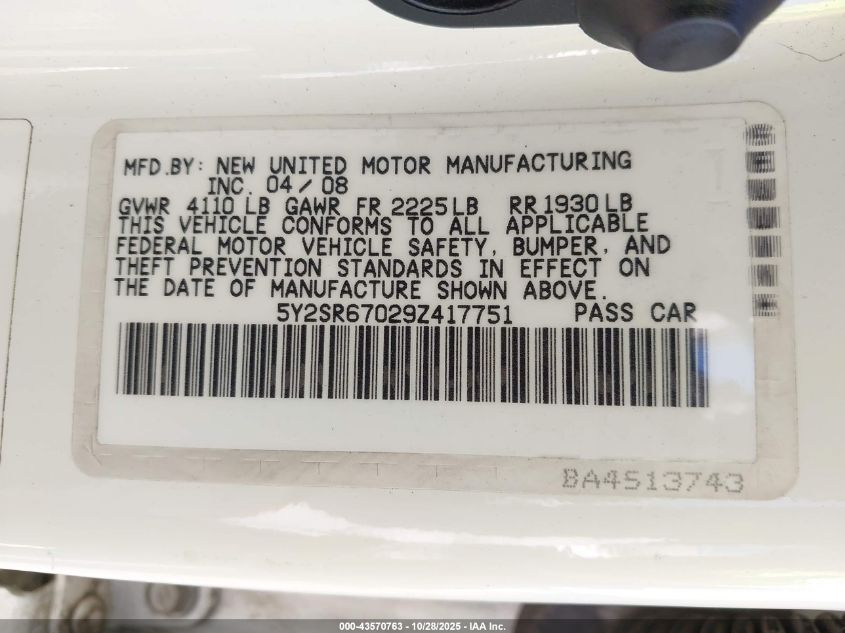 MFD.BY: NEW UNITED MOTOR MANUFACTURING
INC. 04/08
GVWR 4110 LB GAWR FR 2225 LB RR 1930 LB
THIS VEHICLE CONFORMS TO ALL APPLICABLE
FEDERAL MOTOR VEHICLE SAFETY, BUMPER, AND
THEFT PREVENTION STANDARDS IN EFFECT ON
THE DATE OF MANUFACTURE SHOWN ABOVE.
5Y2SR67029Z417751 PASS CAR
BA4513743
000-43570763 - 10/28/2025 - IAA Inc.